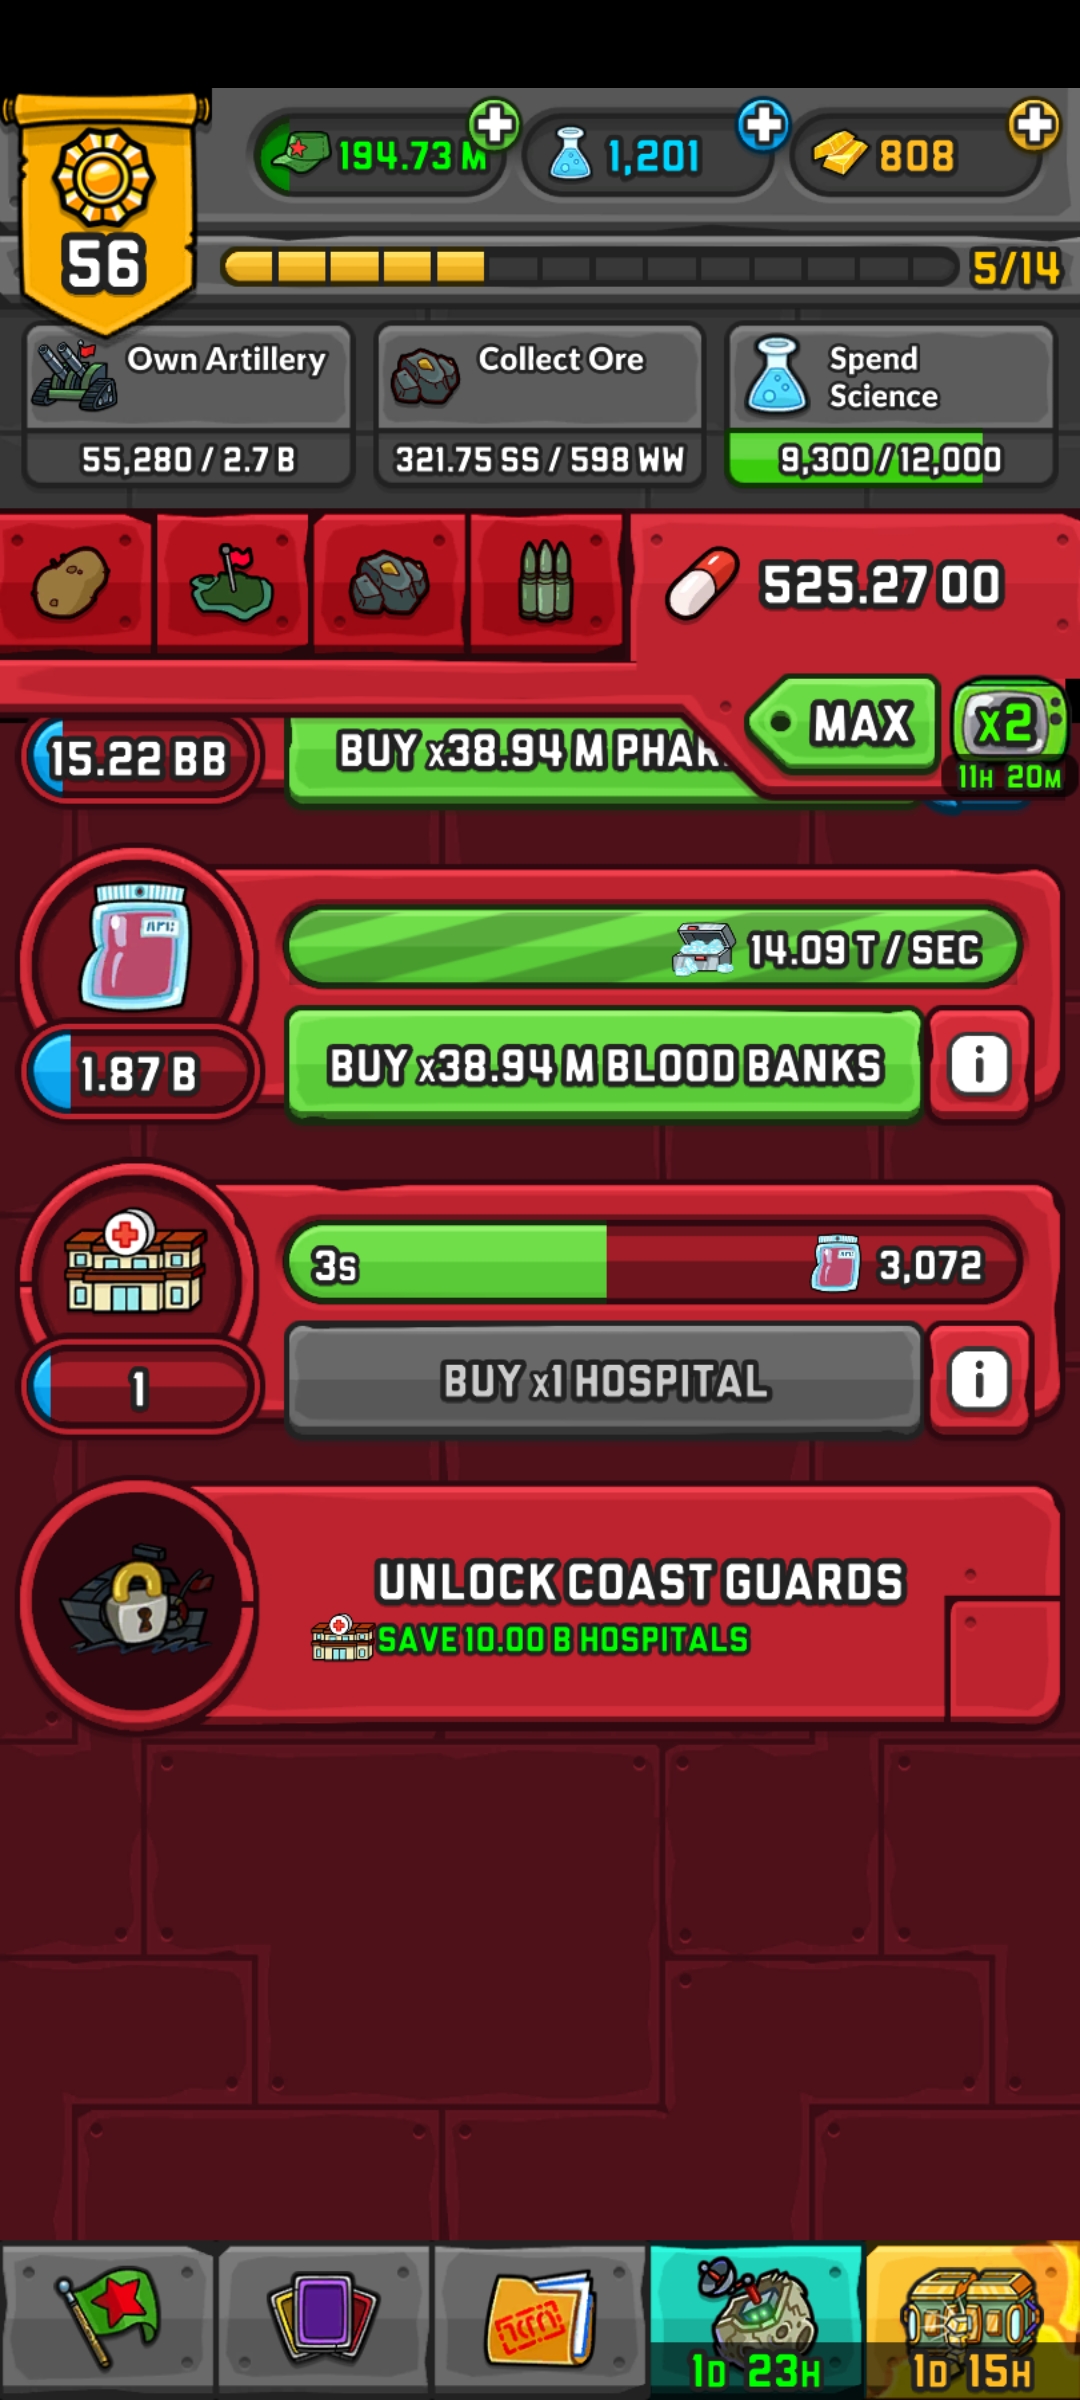 194.73 M
1,201
808
56
5/14
Own Artillery
55,280 / 2.7 B
Collect Ore
321.75 SS / 598 WW
Spend
Science
9,300 / 12,000
525.27 OO
MAX
x2
11H 20M
15.22 BB
BUY x38.94 M PHAR
14.09 T / SEC
1.87 B
BUY x38.94 M BLOOD BANKS
i
3s
3,072
1
BUY x1 HOSPITAL
i
UNLOCK COAST GUARDS
SAVE 10.00 B HOSPITALS
1D 23H
1D 15H